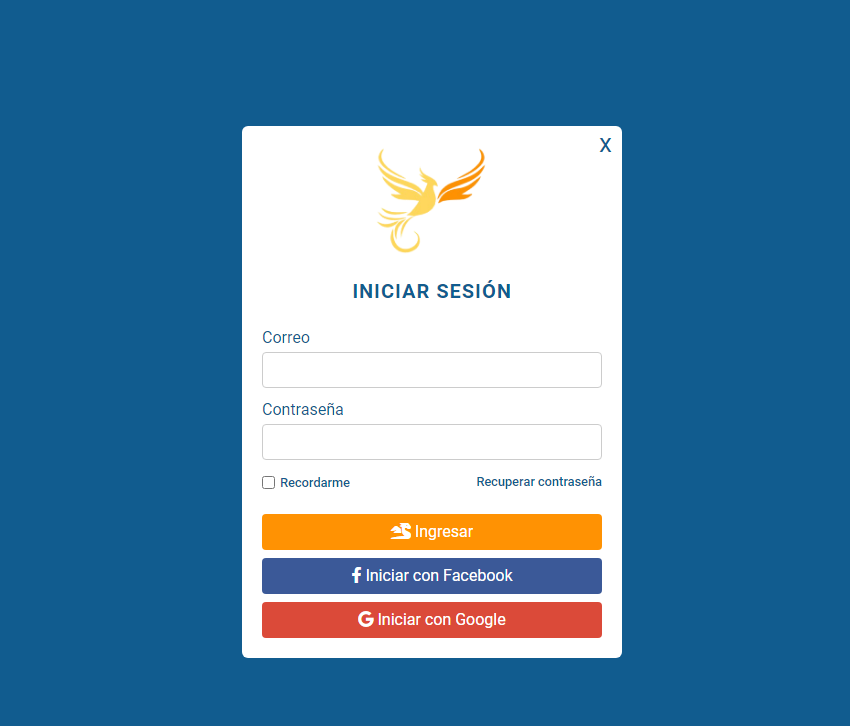 X
INICIAR SESIÓN
Correo
Contraseña
Recordarme Recuperar contraseña
Ingresar
Iniciar con Facebook
Iniciar con Google